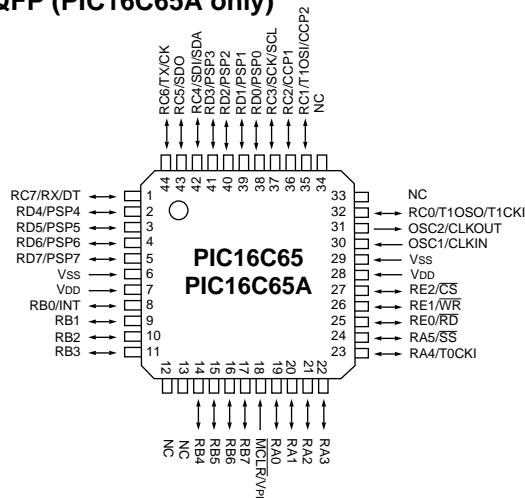 QFP (PIC16C65A only)
RC6/TX/CK
RC5/SDO
RC4/SDI/SDA
RD3/PSP3
RD2/PSP2
RD1/PSP1
RD0/PSP0
RC3/SCK/SCL
RC2/CCP1
RC1/T1OSI/CCP2
NC
44
43
42
41
40
39
38
37
36
35
34
RC7/RX/DT
RD4/PSP4
RD5/PSP5
RD6/PSP6
RD7/PSP7
VSS
VDD
RB0/INT
RB1
RB2
RB3
1
2
3
4
5
6
7
8
9
10
11
PIC16C65
PIC16C65A
33
32
31
30
29
28
27
26
25
24
23
NC
RC0/T1OSO/T1CKI
OSC2/CLKOUT
OSC1/CLKIN
VSS
VDD
RE2/CS
RE1/WR
RE0/RD
RA5/SS
RA4/T0CKI
12
13
14
15
16
17
18
19
20
21
22
NC
NC
RB4
RB5
RB6
RB7
RA0
RA1
RA2
RA3